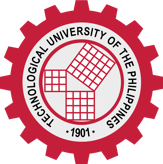 TECHNOLOGICAL UNIVERSITY OF THE PHILIPPINES
· 1901 ·